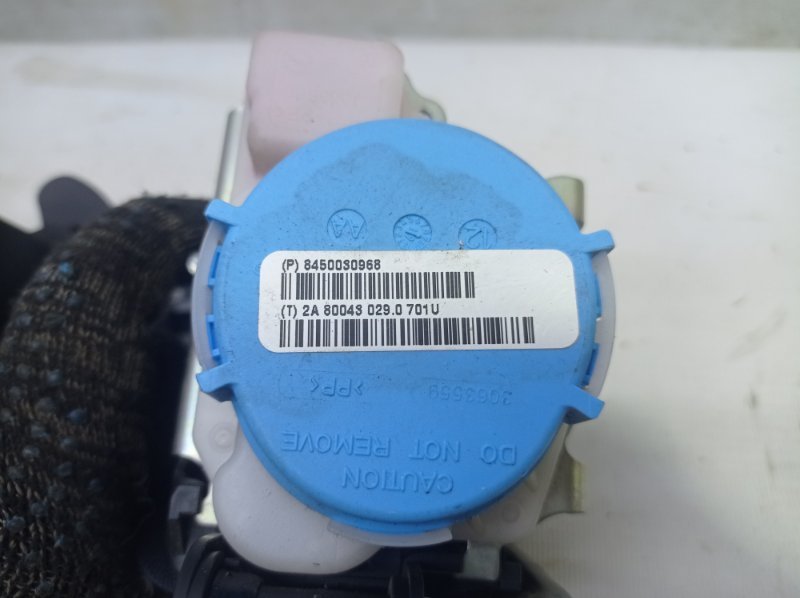 (P) 8450030968
(T) 2A 80043 029.0 701U
>PP<
3063559
CAUTION
DO NOT REMOVE